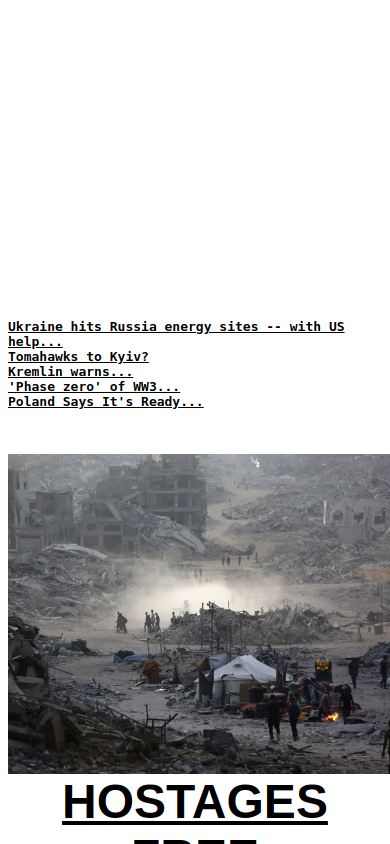 Ukraine hits Russia energy sites -- with US
help...
Tomahawks to Kyiv?
Kremlin warns...
'Phase zero' of WW3...
Poland Says It's Ready...
HOSTAGES
FREE